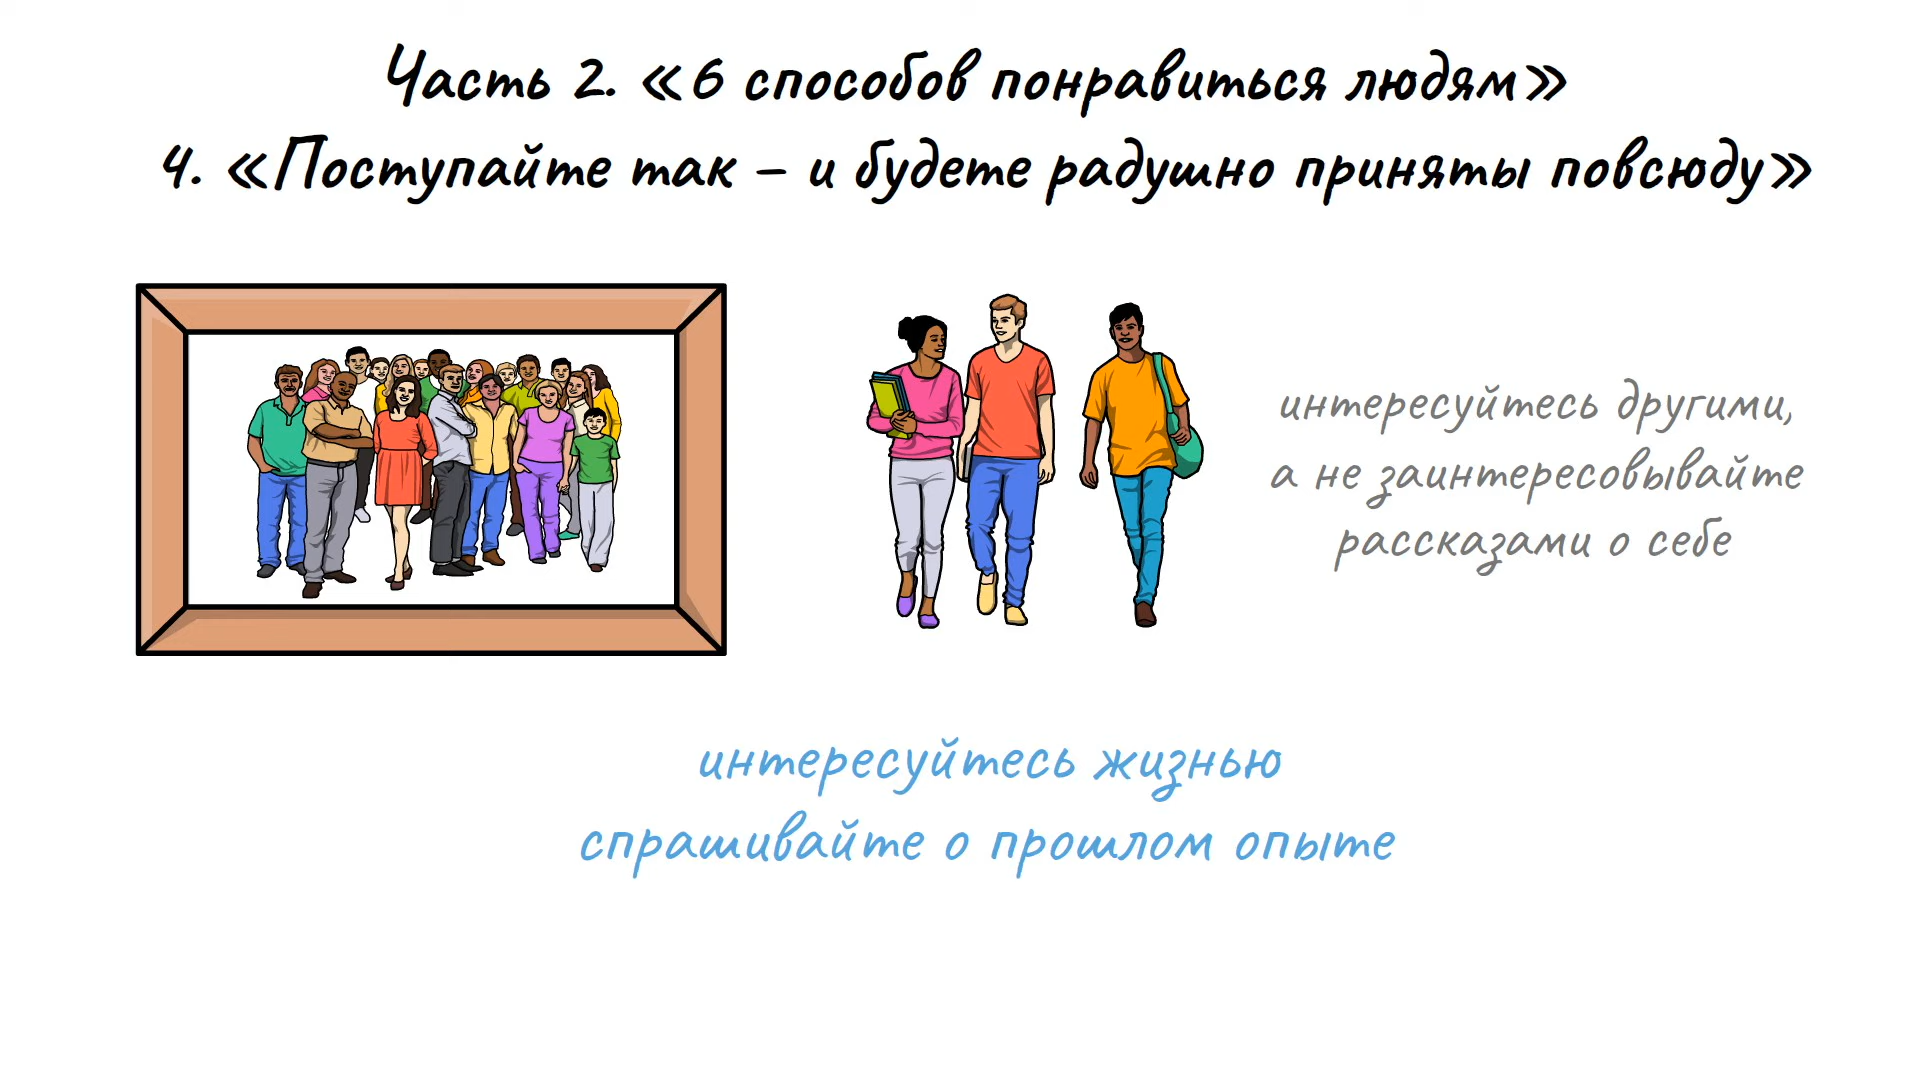 Часть 2. «6 способов понравиться людям»
4. «Поступайте так – и будете радушно приняты повсюду»
интересуйтесь другими,
а не заинтересовывайте
рассказами о себе
интересуйтесь жизнью
спрашивайте о прошлом опыте